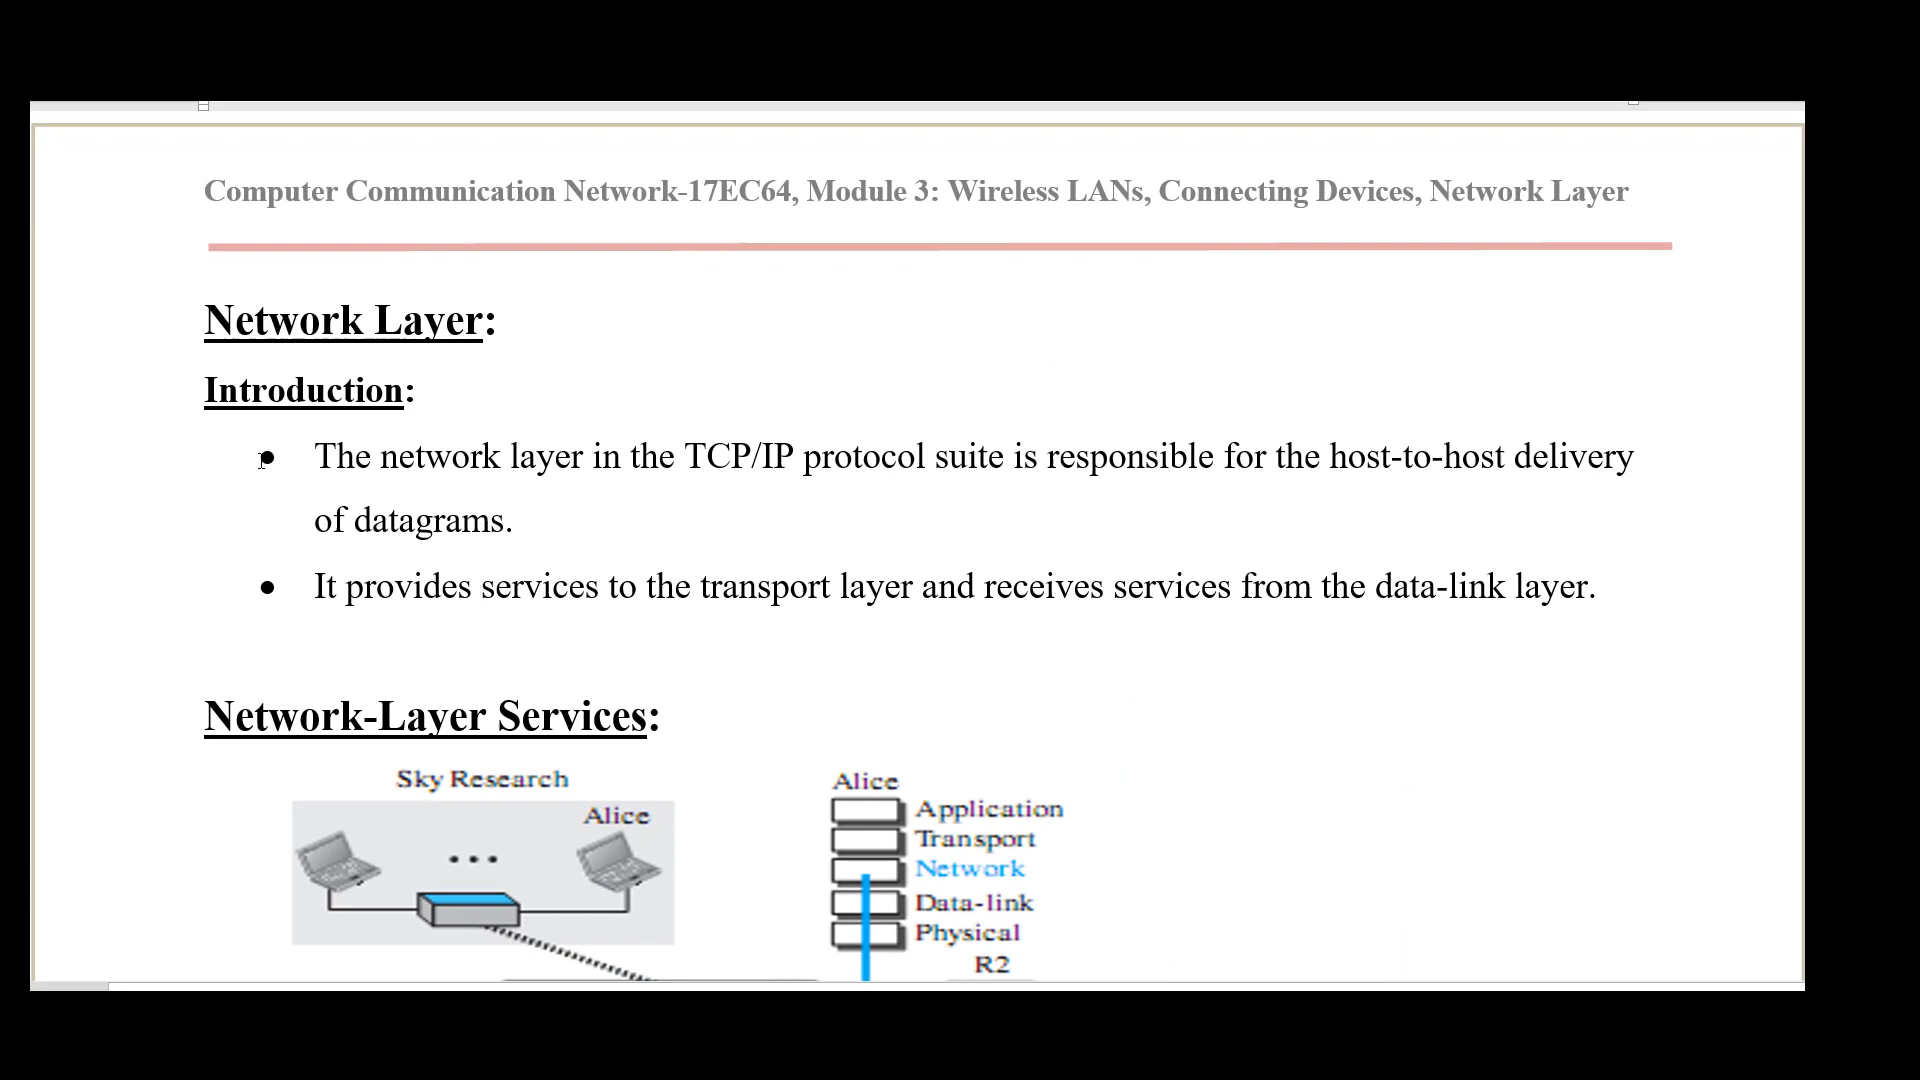 Computer Communication Network-17EC64, Module 3: Wireless LANs, Connecting Devices, Network Layer
Network Layer:
Introduction:
• The network layer in the TCP/IP protocol suite is responsible for the host-to-host delivery
of datagrams.
• It provides services to the transport layer and receives services from the data-link layer.
Network-Layer Services:
Sky Research
Alice
Alice
Application
Transport
Network
Data-link
Physical
R2